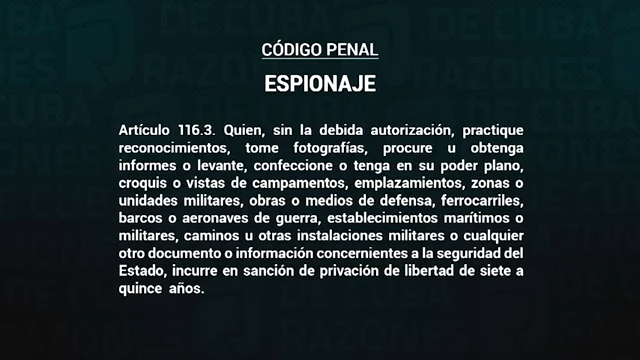 CÓDIGO PENAL
ESPIONAJE
Artículo 116.3. Quien, sin la debida autorización, practique
reconocimientos, tome fotografías, procure u obtenga
informes o levante, confeccione o tenga en su poder plano,
croquis o vistas de campamentos, emplazamientos, zonas o
unidades militares, obras o medios de defensa, ferrocarriles,
barcos o aeronaves de guerra, establecimientos marítimos o
militares, caminos u otras instalaciones militares o cualquier
otro documento o información concernientes a la seguridad del
Estado, incurre en sanción de privación de libertad de siete a
quince años.
DE CUBA
RAZONES